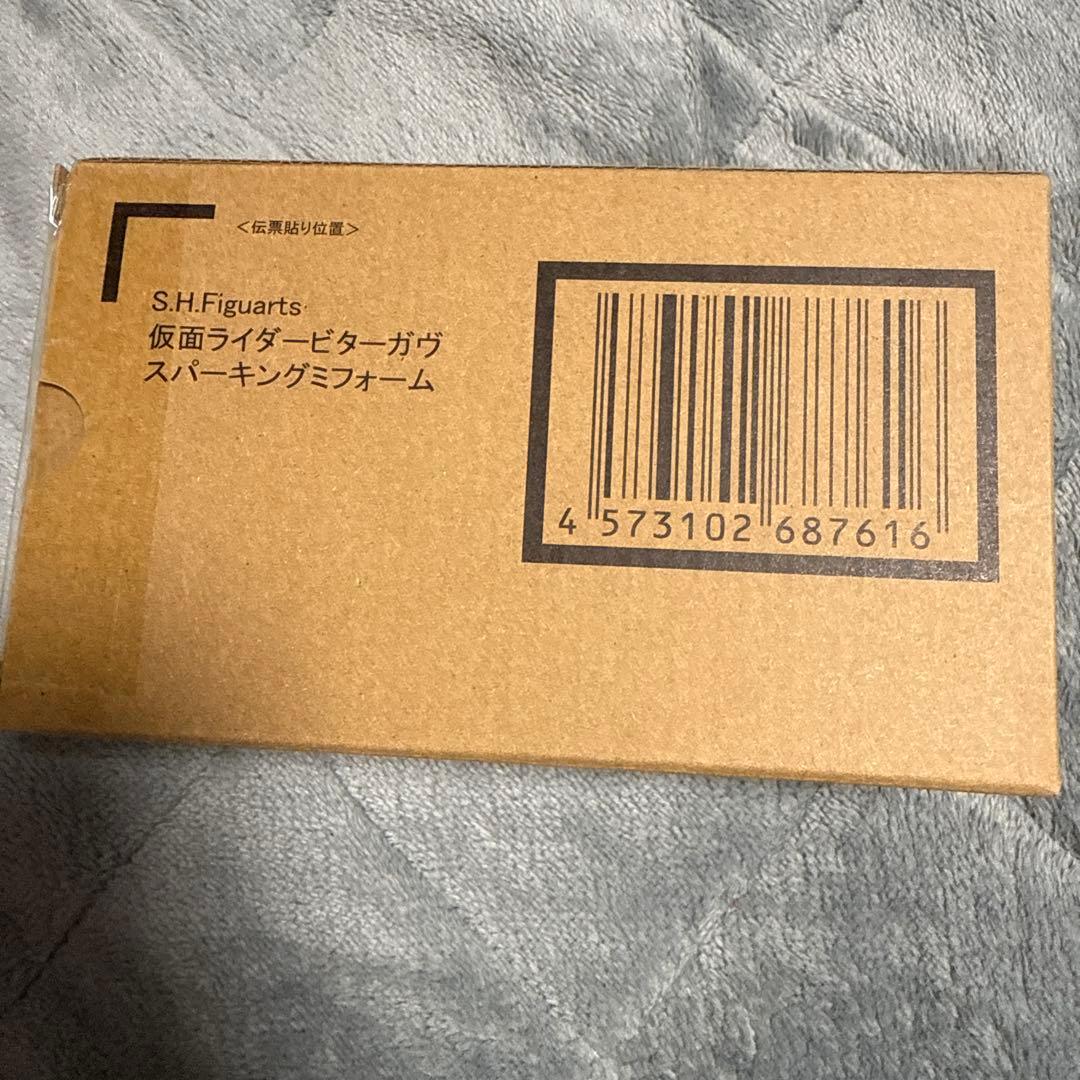 ＜伝票貼り位置＞
S.H.Figuarts
仮面ライダービターガヴ
スパーキングミフォーム
4 573102 687616